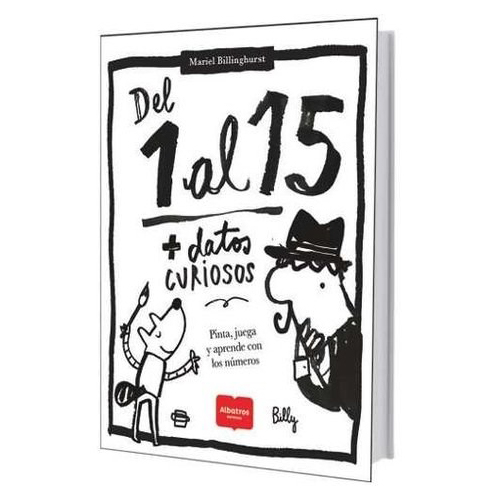 Mariel Billinghurst
Del
1 al 15
+ datos
CURIOSOS
Pinta, juega
y aprende con
los números
Albatros
Billy